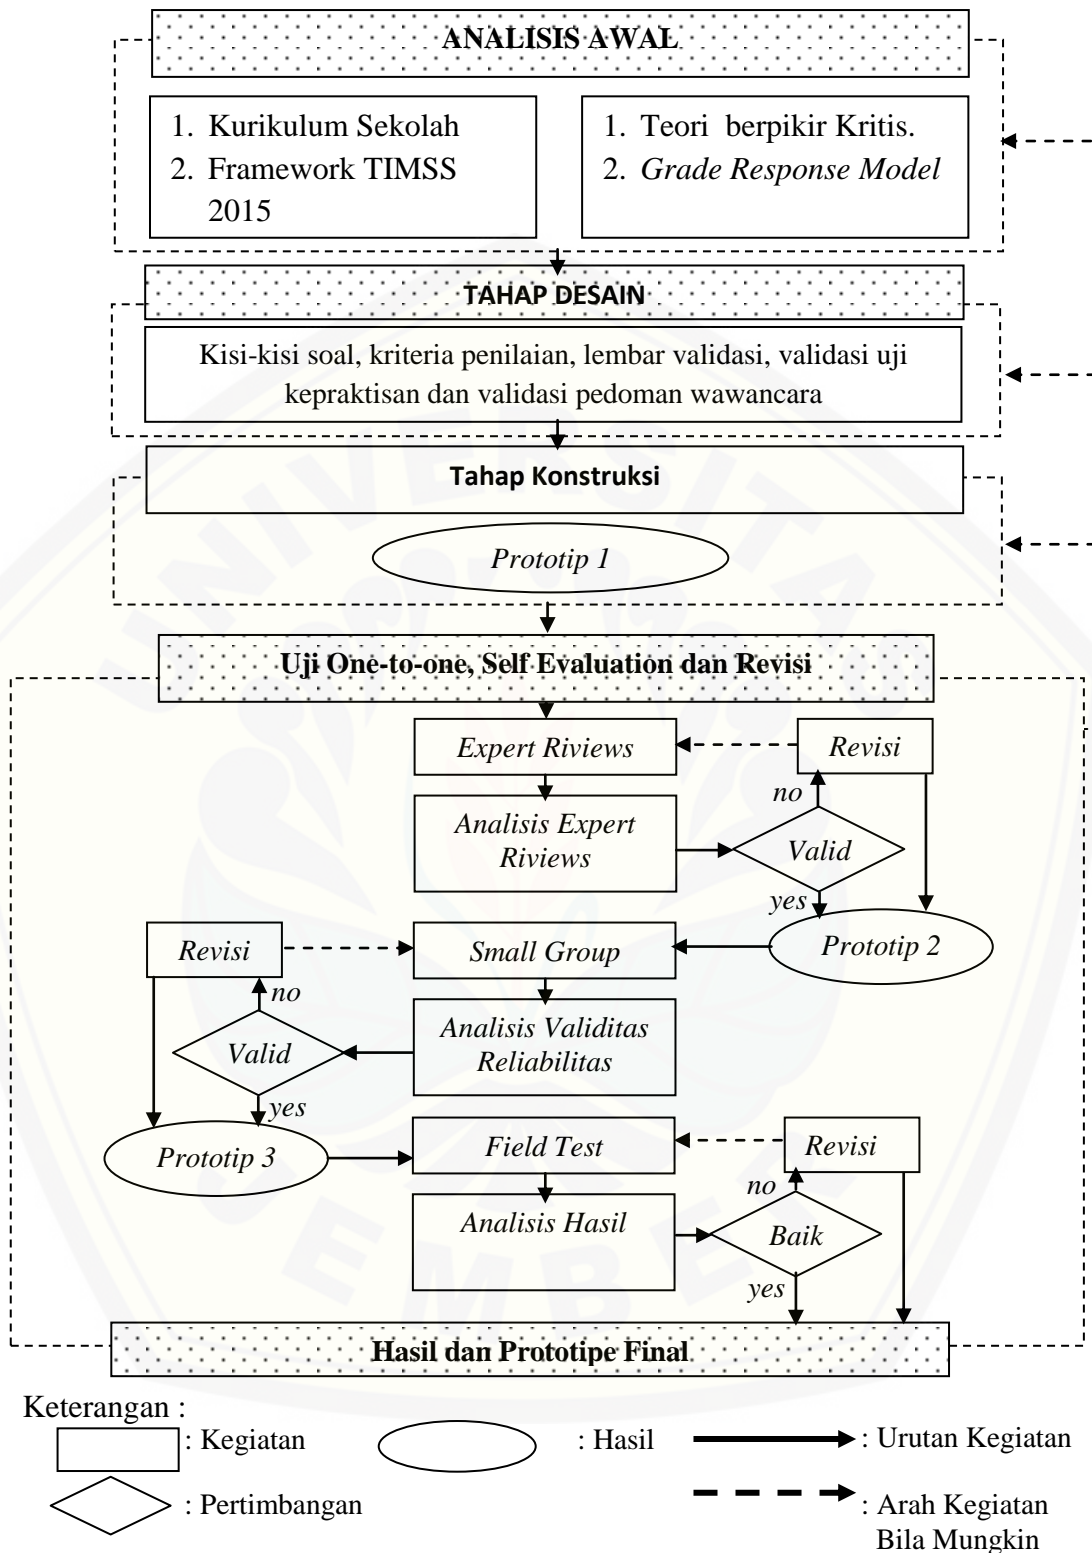 ANALISIS AWAL
1. Kurikulum Sekolah
2. Framework TIMSS
2015
1. Teori berpikir Kritis.
2. Grade Response Model
TAHAP DESAIN
Kisi-kisi soal, kriteria penilaian, lembar validasi, validasi uji
kepraktisan dan validasi pedoman wawancara
Tahap Konstruksi
Prototip 1
Uji One-to-one, Self Evaluation dan Revisi
Expert Riviews
Revisi
no
Analisis Expert
Riviews
Valid
yes
Prototip 2
Small Group
Revisi
no
Analisis Validitas
Reliabilitas
Valid
yes
Prototip 3
Field Test
Revisi
no
Analisis Hasil
Baik
yes
Hasil dan Prototipe Final
Keterangan :
: Kegiatan
: Hasil
: Urutan Kegiatan
: Pertimbangan
: Arah Kegiatan
Bila Mungkin
UNIVERSITAS
JEMBER